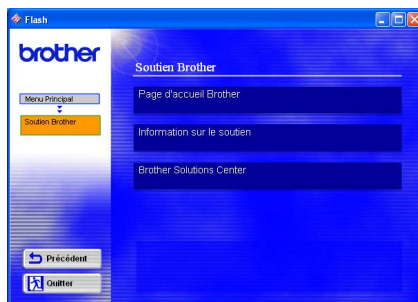 Flash
brother
Soutien Brother
Menu Principal
Page d'accueil Brother
Soutien Brother
Information sur le soutien
Brother Solutions Center
Précédent
Quitter